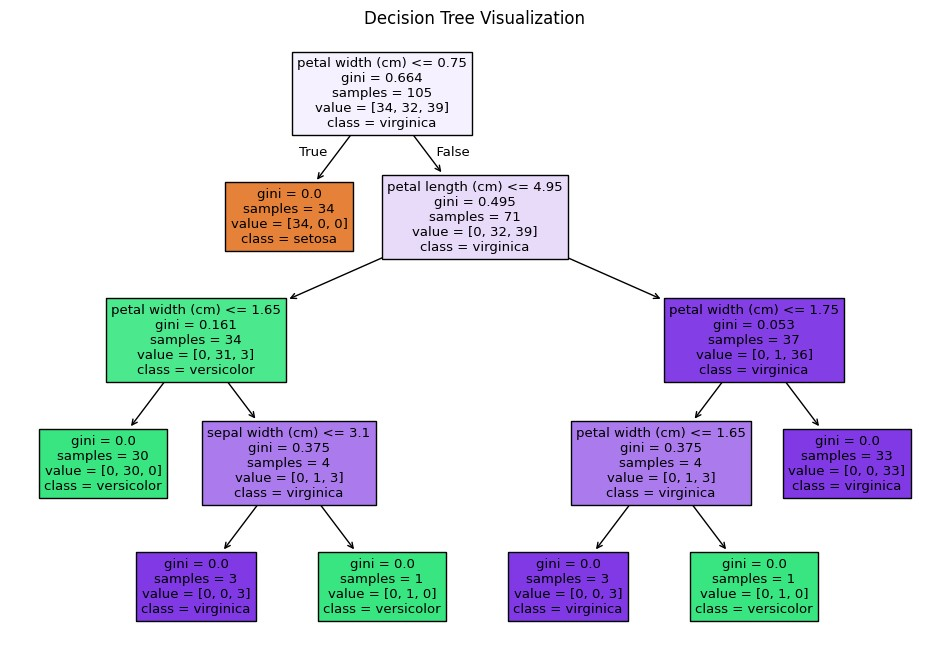 Decision Tree Visualization
petal width (cm) <= 0.75
gini = 0.664
samples = 105
value = [34, 32, 39]
class = virginica
True
False
gini = 0.0
samples = 34
value = [34, 0, 0]
class = setosa
petal length (cm) <= 4.95
gini = 0.495
samples = 71
value = [0, 32, 39]
class = virginica
petal width (cm) <= 1.65
gini = 0.161
samples = 34
value = [0, 31, 3]
class = versicolor
petal width (cm) <= 1.75
gini = 0.053
samples = 37
value = [0, 1, 36]
class = virginica
gini = 0.0
samples = 30
value = [0, 30, 0]
class = versicolor
sepal width (cm) <= 3.1
gini = 0.375
samples = 4
value = [0, 1, 3]
class = virginica
petal width (cm) <= 1.65
gini = 0.375
samples = 4
value = [0, 1, 3]
class = virginica
gini = 0.0
samples = 33
value = [0, 0, 33]
class = virginica
gini = 0.0
samples = 3
value = [0, 0, 3]
class = virginica
gini = 0.0
samples = 1
value = [0, 1, 0]
class = versicolor
gini = 0.0
samples = 3
value = [0, 0, 3]
class = virginica
gini = 0.0
samples = 1
value = [0, 1, 0]
class = versicolor